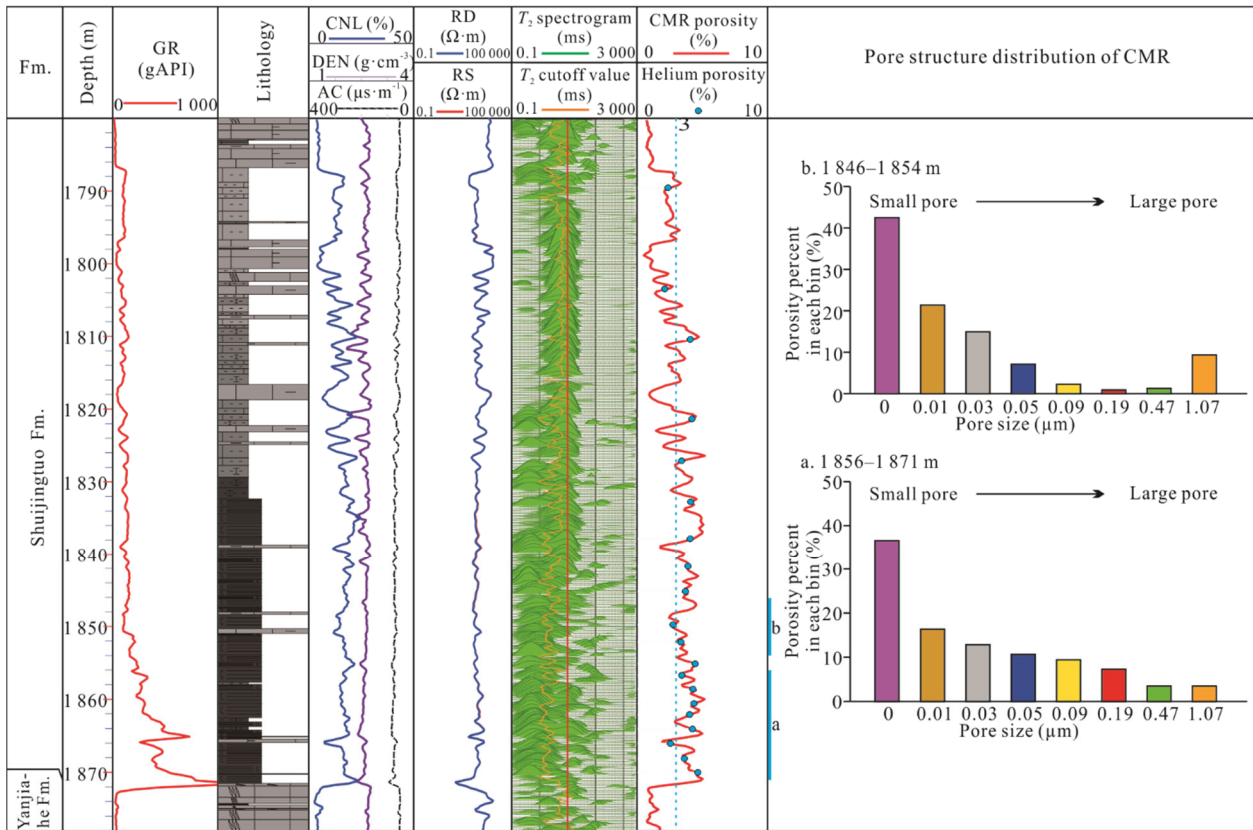 Fm.
Depth (m)
GR
(gAPI)
0 1 000
Lithology
CNL (%)
0 50
DEN (g·cm⁻³)
1 4
AC (μs·m⁻¹)
400 0
RD
(Ω·m)
0.1 100 000
RS
(Ω·m)
0.1 100 000
T₂ spectrogram
(ms)
0.1 3 000
T₂ cutoff value
(ms)
0.1 3 000
CMR porosity
(%)
0 10
Helium porosity
(%)
0 10
Pore structure distribution of CMR
3
Shuijingtuo Fm.
Yanjia-
he Fm.
1 790
1 800
1 810
1 820
1 830
1 840
1 850
1 860
1 870
b
a
b. 1 846–1 854 m
Small pore Large pore
Porosity percent
in each bin (%)
50
40
30
20
10
0
0 0.01 0.03 0.05 0.09 0.19 0.47 1.07
Pore size (μm)
a. 1 856–1 871 m
Small pore Large pore
Porosity percent
in each bin (%)
50
40
30
20
10
0
0 0.01 0.03 0.05 0.09 0.19 0.47 1.07
Pore size (μm)